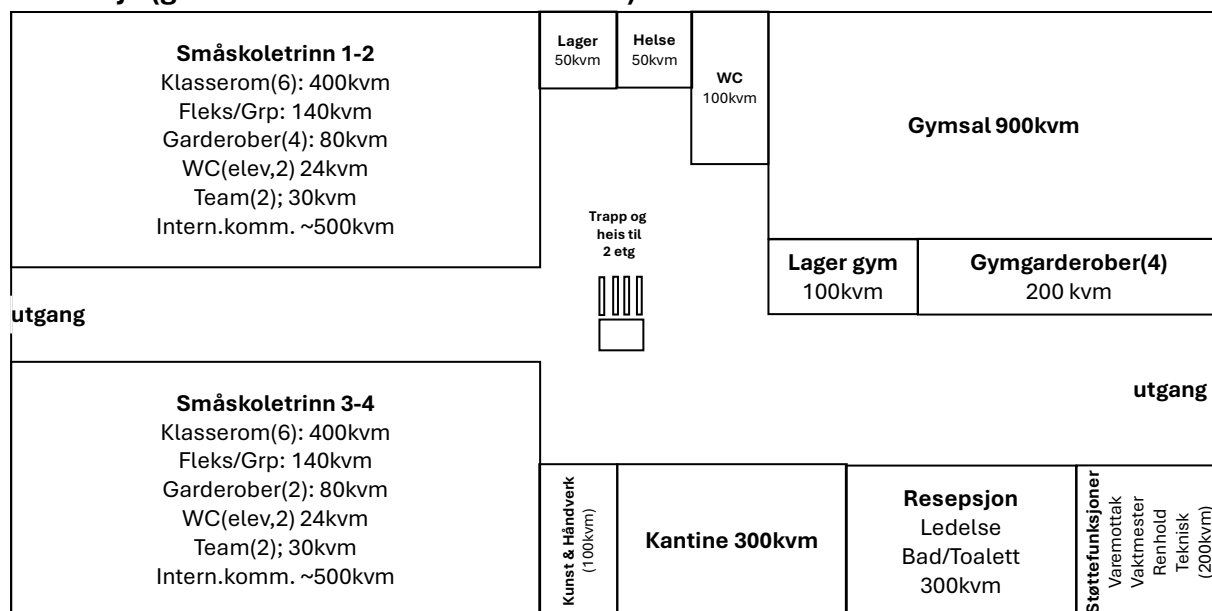 Småskoletrinn 1-2
Klasserom(6): 400kvm
Fleks/Grp: 140kvm
Garderober(4): 80kvm
WC(elev,2) 24kvm
Team(2); 30kvm
Intern.komm. ~500kvm
Lager
50kvm
Helse
50kvm
WC
100kvm
Gymsal 900kvm
Trapp og
heis til
2 etg
Lager gym
100kvm
Gymgarderober(4)
200 kvm
utgang
utgang
Småskoletrinn 3-4
Klasserom(6): 400kvm
Fleks/Grp: 140kvm
Garderober(2): 80kvm
WC(elev,2) 24kvm
Team(2); 30kvm
Intern.komm. ~500kvm
Kunst & Håndverk
(100kvm)
Kantine 300kvm
Resepsjon
Ledelse
Bad/Toalett
300kvm
Støttefunksjoner
Varemottak
Vaktmester
Renhold
Teknisk
(200kvm)